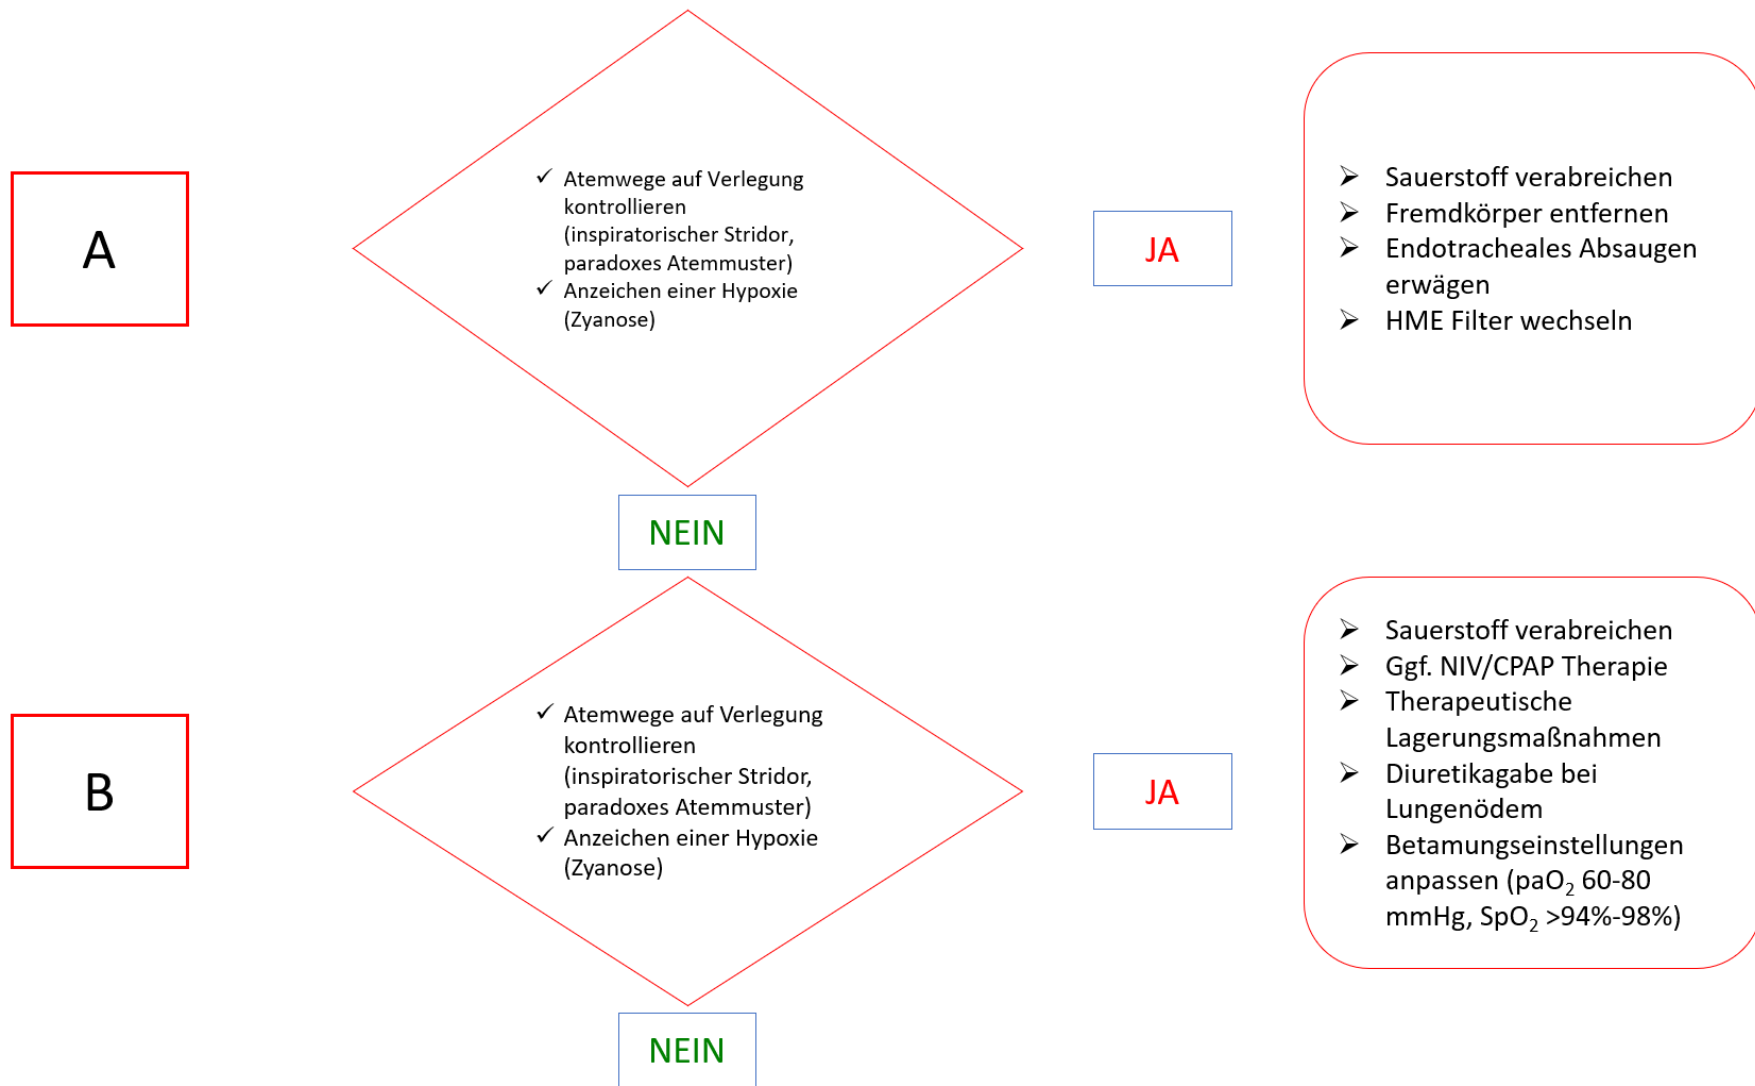 A
✓ Atemwege auf Verlegung
kontrollieren
(inspiratorischer Stridor,
paradoxes Atemmuster)
✓ Anzeichen einer Hypoxie
(Zyanose)
JA
➢ Sauerstoff verabreichen
➢ Fremdkörper entfernen
➢ Endotracheales Absaugen
erwägen
➢ HME Filter wechseln
NEIN
B
✓ Atemwege auf Verlegung
kontrollieren
(inspiratorischer Stridor,
paradoxes Atemmuster)
✓ Anzeichen einer Hypoxie
(Zyanose)
JA
➢ Sauerstoff verabreichen
➢ Ggf. NIV/CPAP Therapie
➢ Therapeutische
Lagerungsmaßnahmen
➢ Diuretikagabe bei
Lungenödem
➢ Betamungseinstellungen
anpassen (paO₂ 60-80
mmHg, SpO₂ >94%-98%)
NEIN